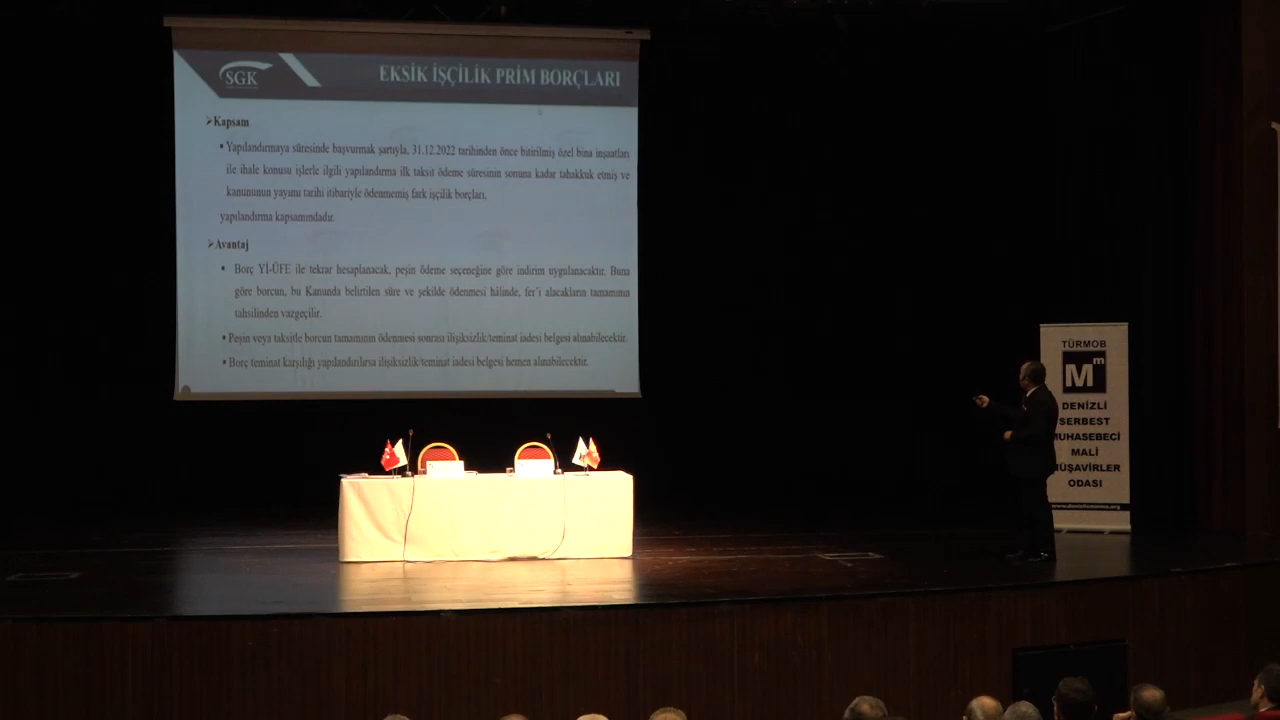 SGK
EKSİK İŞÇİLİK PRİM BORÇLARI
➢Kapsam
▪ Yapılandırmaya süresinde başvurmak şartıyla, 31.12.2022 tarihinden önce bitirilmiş özel bina inşaatları
ile ihale konusu işlerle ilgili yapılandırma ilk taksit ödeme süresinin sonuna kadar tahakkuk etmiş ve
kanununun yayımı tarihi itibariyle ödenmemiş fark işçilik borçları,
yapılandırma kapsamındadır.
➢Avantaj
▪ Borç Yİ-ÜFE ile tekrar hesaplanacak, peşin ödeme seçeneğine göre indirim uygulanacaktır. Buna
göre borcun, bu Kanunda belirtilen süre ve şekilde ödenmesi hâlinde, fer’i alacakların tamamının
tahsilinden vazgeçilir.
▪ Peşin veya taksitle borcun tamamının ödenmesi sonrası ilişiksizlik/teminat iadesi belgesi alınabilecektir.
▪ Borç teminat karşılığı yapılandırılırsa ilişiksizlik/teminat iadesi belgesi hemen alınabilecektir.
TÜRMOB
Mm
DENİZLİ
SERBEST
MUHASEBECİ
MALİ
MÜŞAVİRLER
ODASI